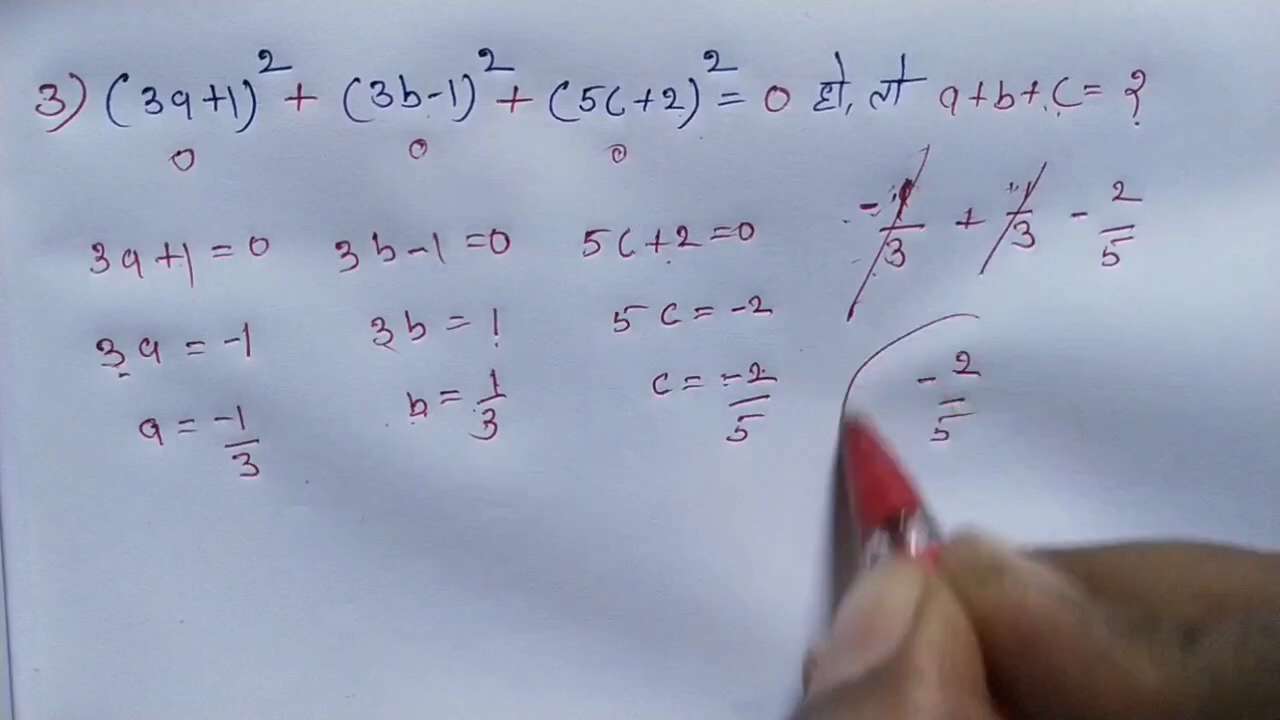 3) (3a+1)² + (3b-1)² + (5c+2)² = 0 हो, तो a+b+c= ?
0 0 0
-1/3 + 1/3 - 2/5
3a+1=0 3b-1=0 5c+2=0
3a = -1 3b = 1 5c = -2
a = -1/3 b = 1/3 c = -2/5 -2/5